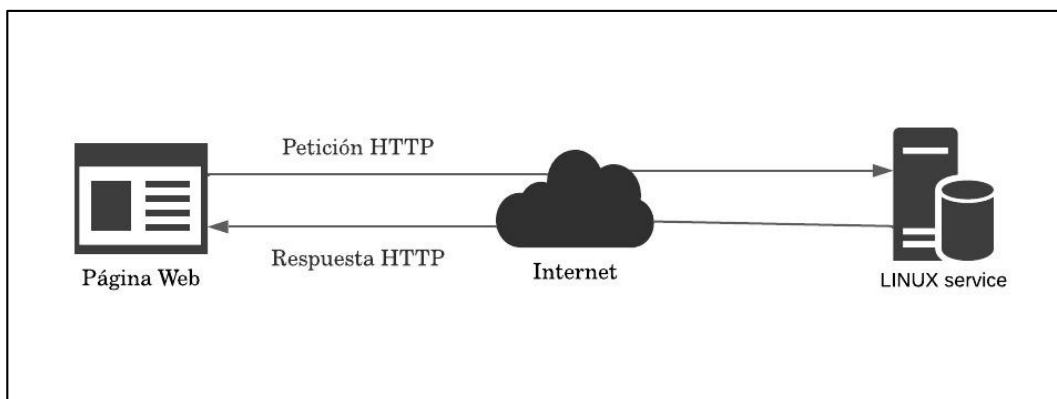 Petición HTTP
Respuesta HTTP
Página Web
Internet
LINUX service